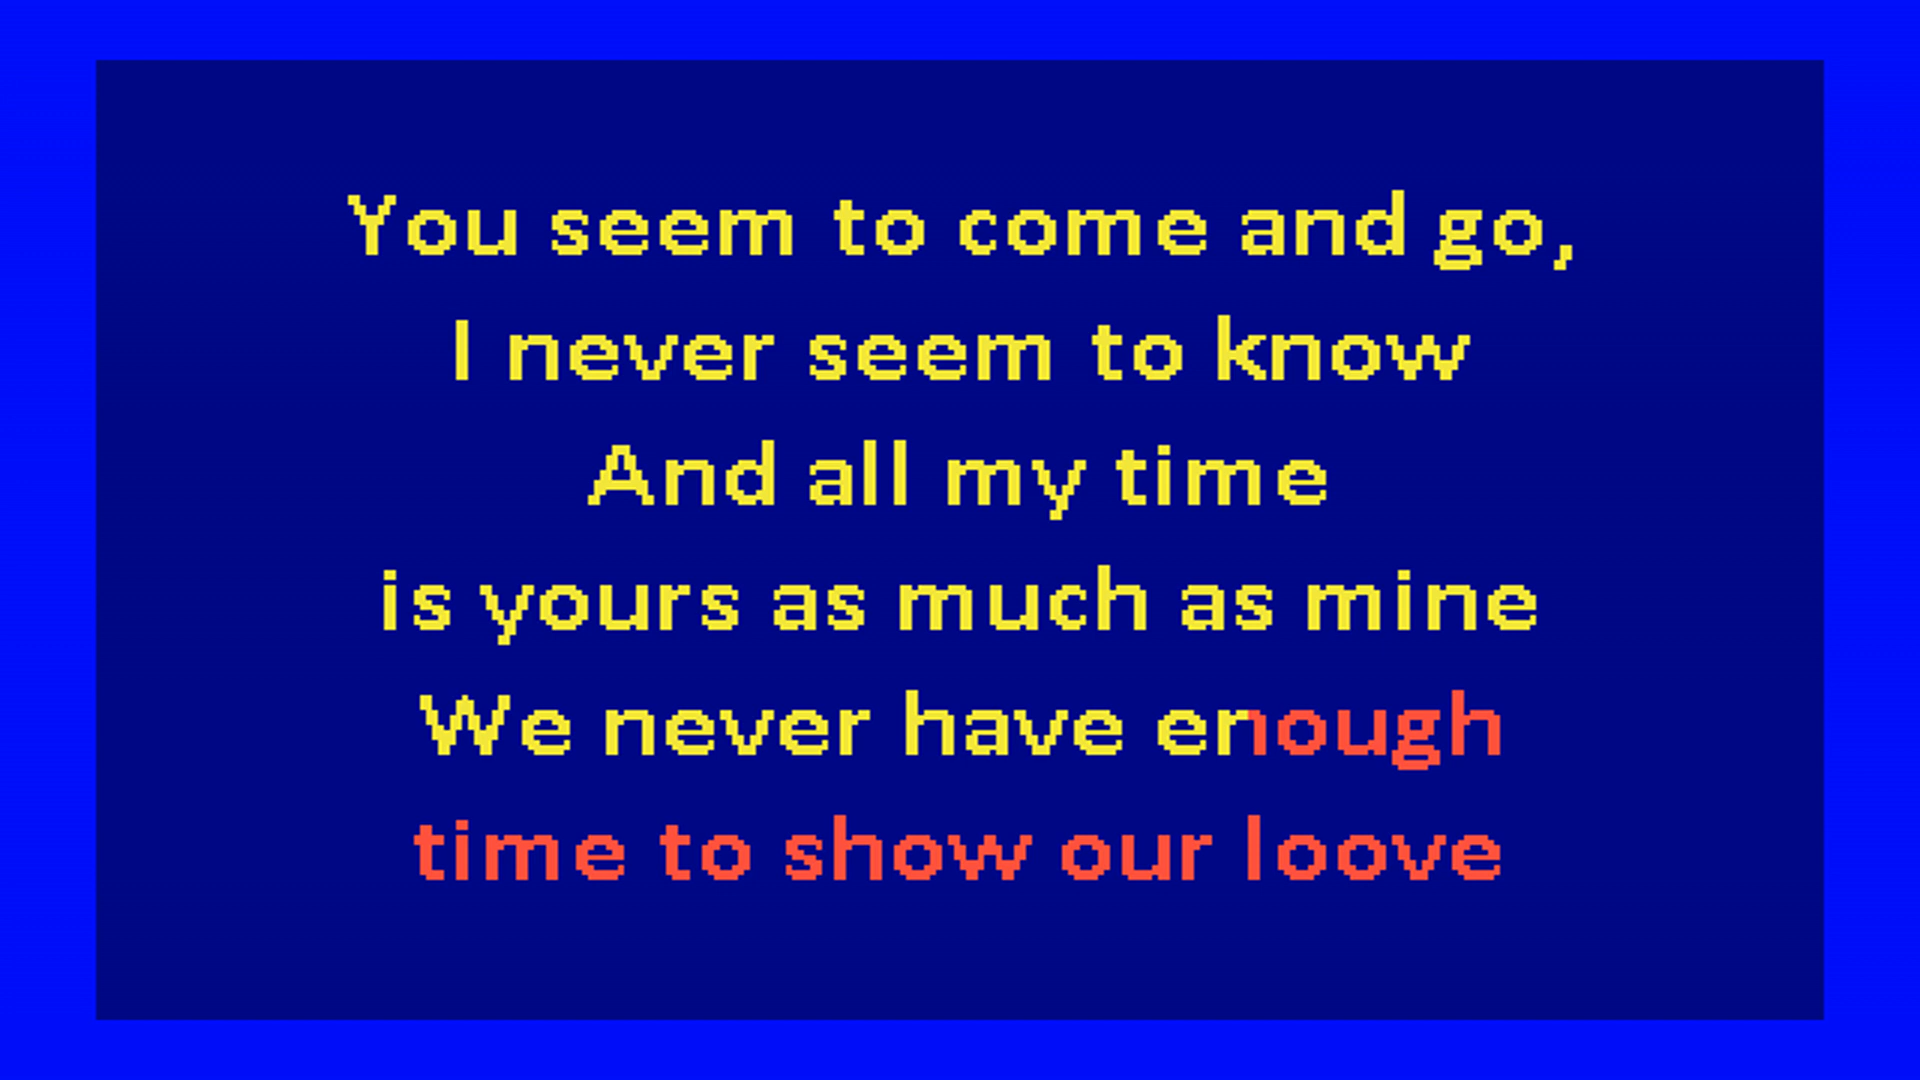 You seem to come and go,
I never seem to know
And all my time
is yours as much as mine
We never have enough
time to show our loove